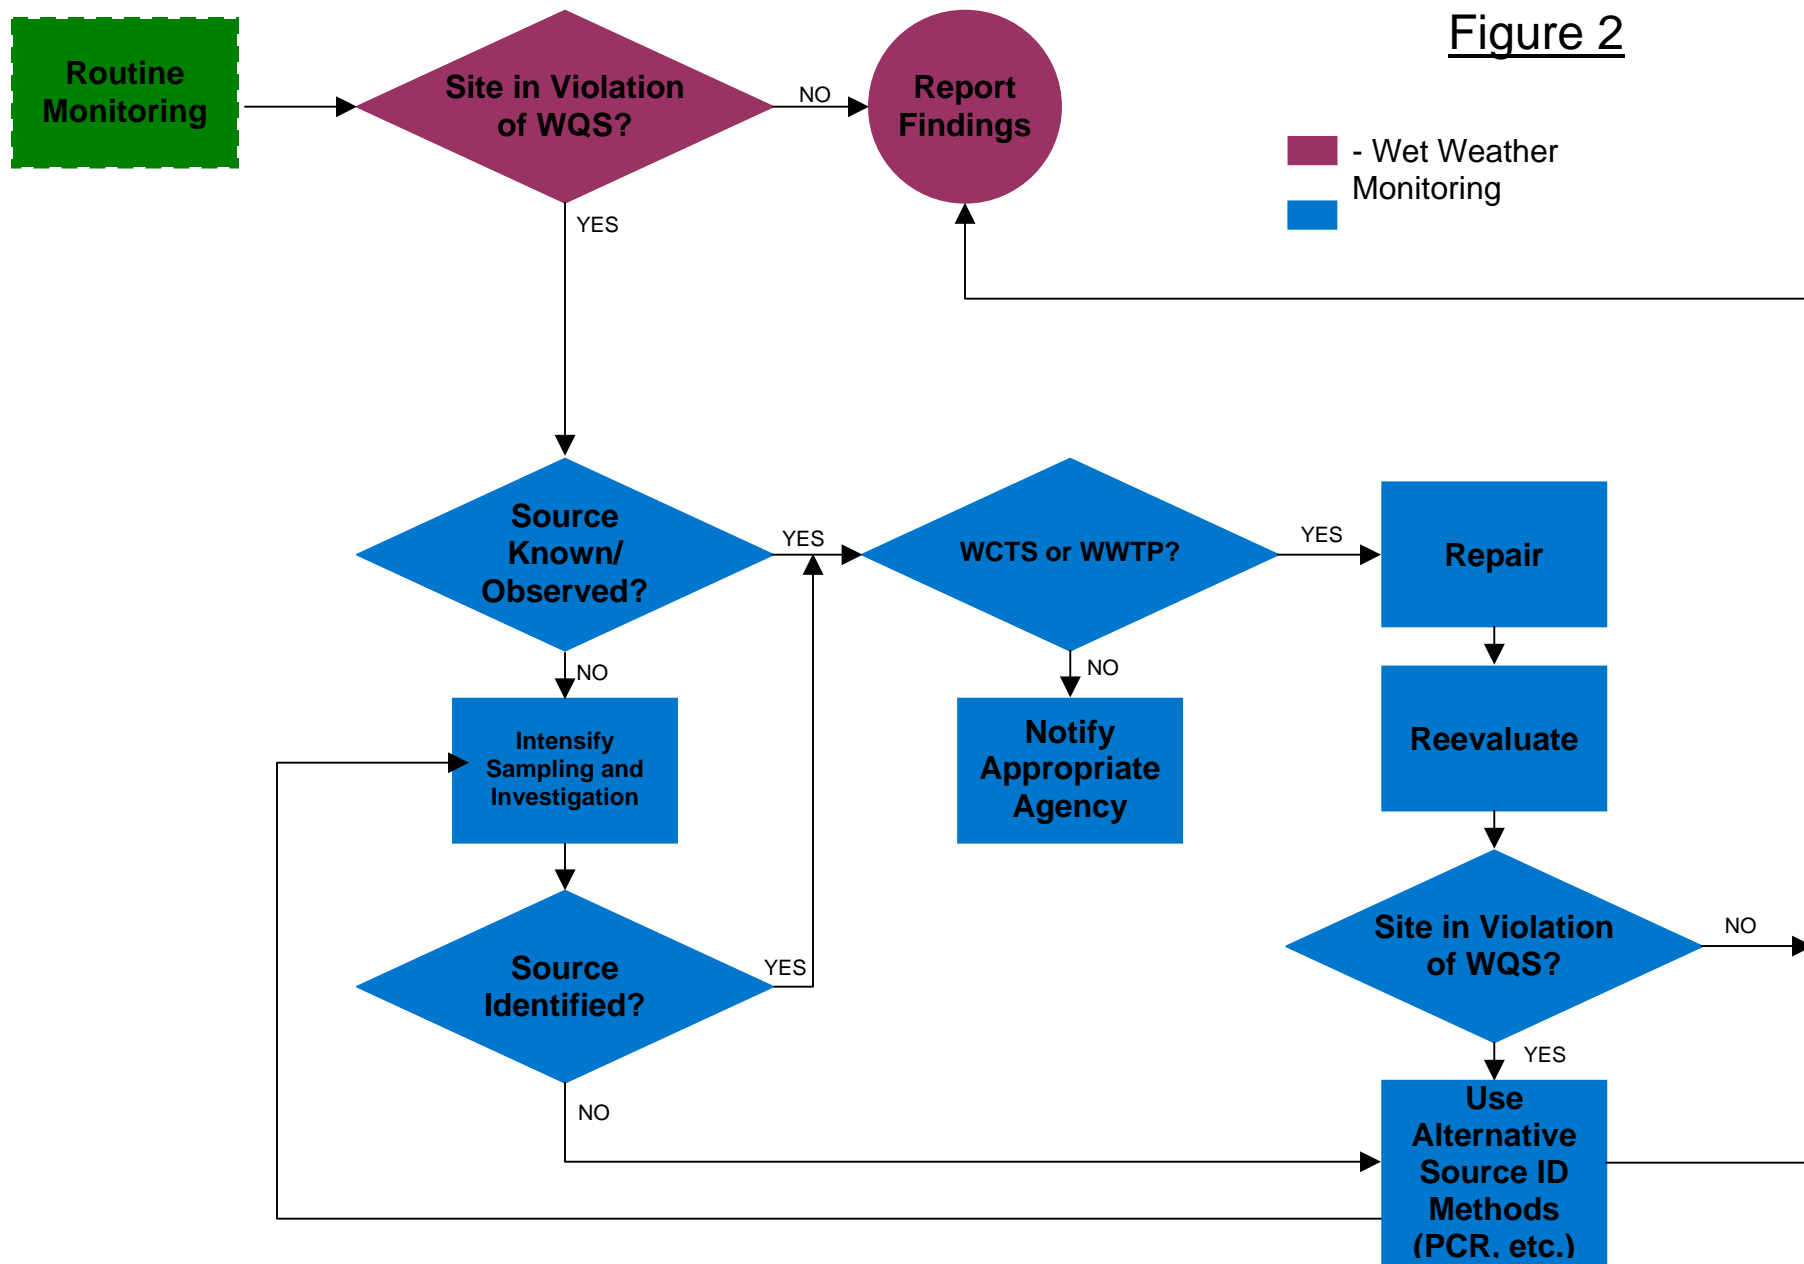 Figure 2
Routine
Monitoring
Site in Violation
of WQS?
NO
Report
Findings
- Wet Weather
Monitoring
YES
Source
Known/
Observed?
YES
WCTS or WWTP?
YES
Repair
NO
Intensify
Sampling and
Investigation
NO
Notify
Appropriate
Agency
Reevaluate
Source
Identified?
YES
Site in Violation
of WQS?
NO
YES
NO
Use
Alternative
Source ID
Methods
(PCR, etc.)